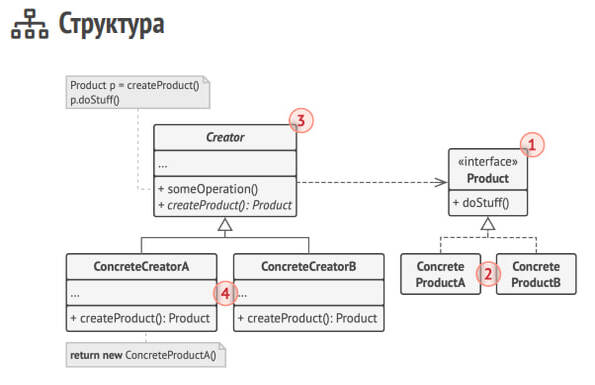 Структура
Product p = createProduct()
p.doStuff()
3
Creator
...
+ someOperation()
+ createProduct(): Product
1
«interface»
Product
+ doStuff()
ConcreteCreatorA
...
+ createProduct(): Product
4
ConcreteCreatorB
...
+ createProduct(): Product
Concrete
ProductA
2
Concrete
ProductB
return new ConcreteProductA()